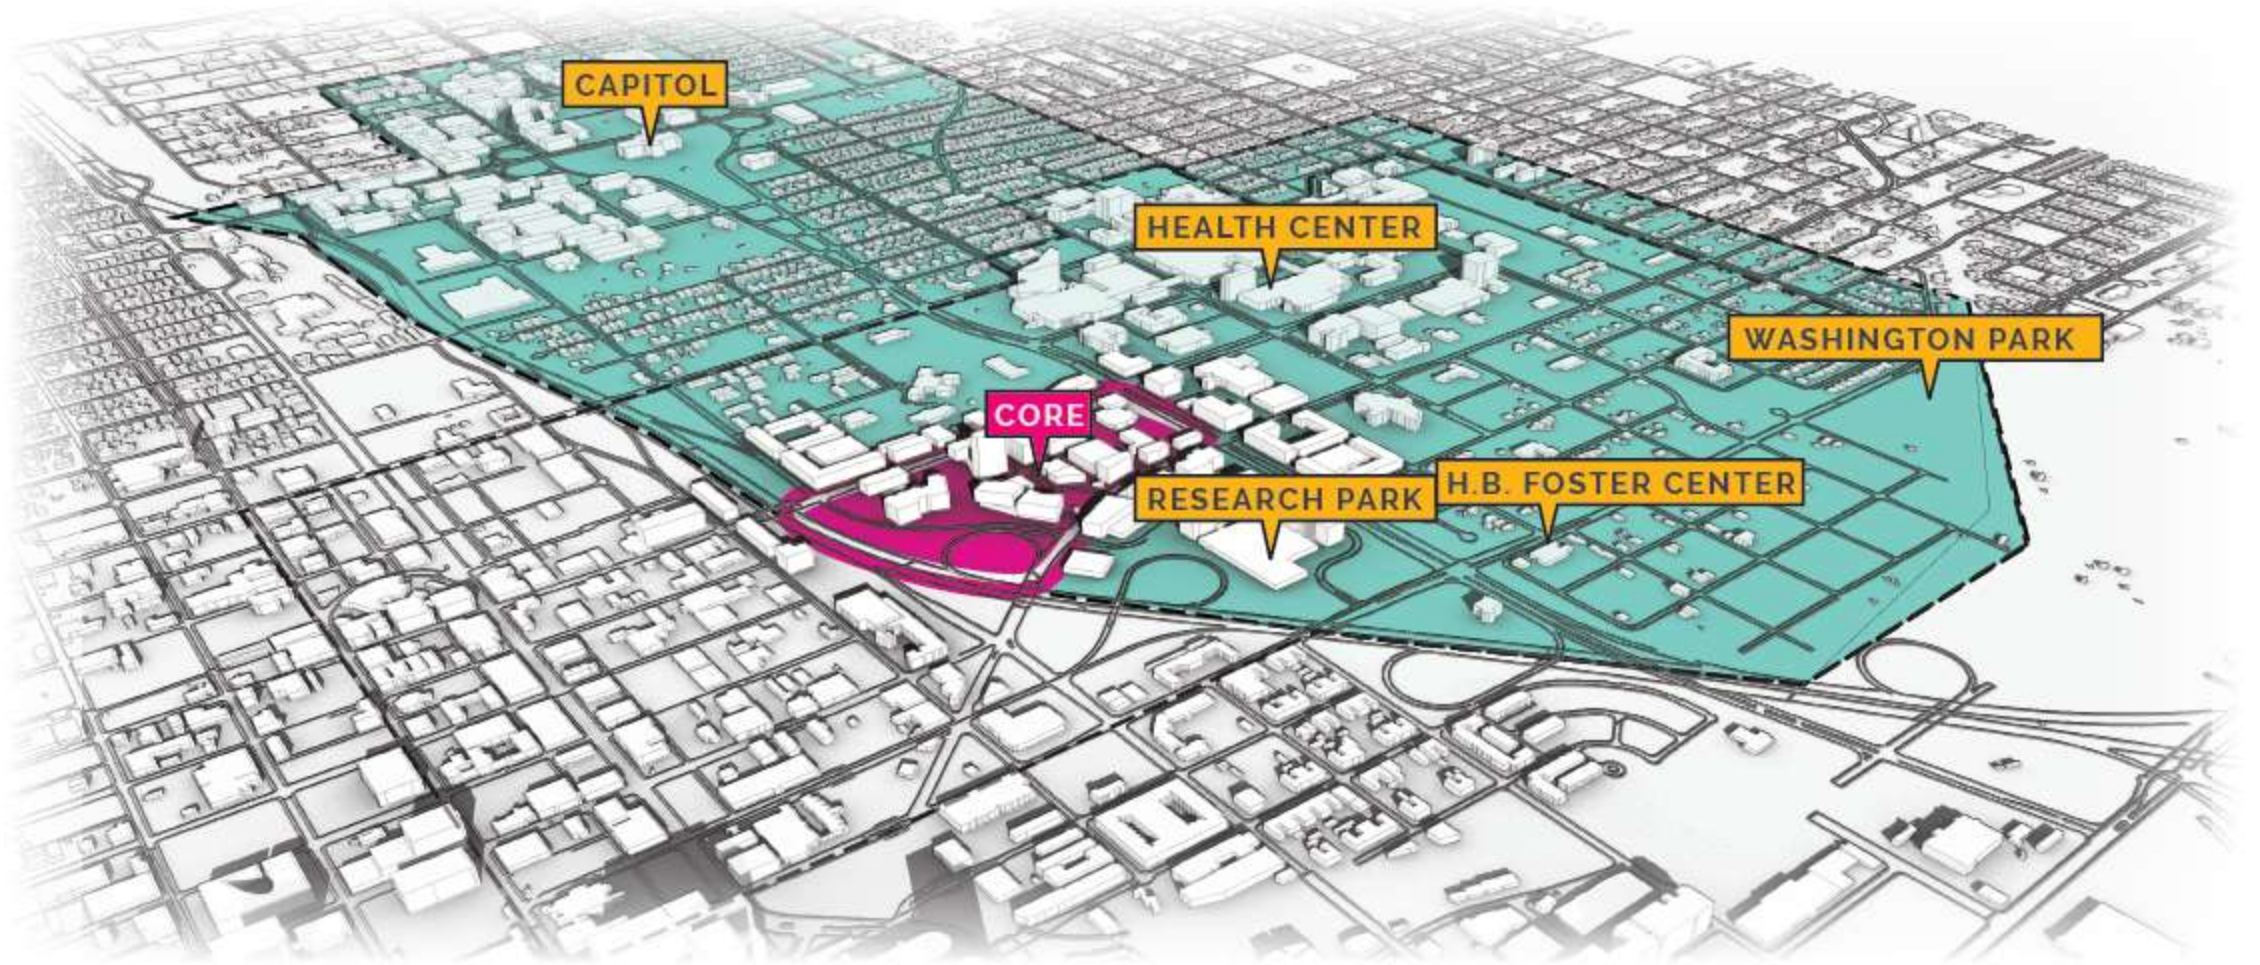 CAPITOL
HEALTH CENTER
WASHINGTON PARK
CORE
RESEARCH PARK
H.B. FOSTER CENTER